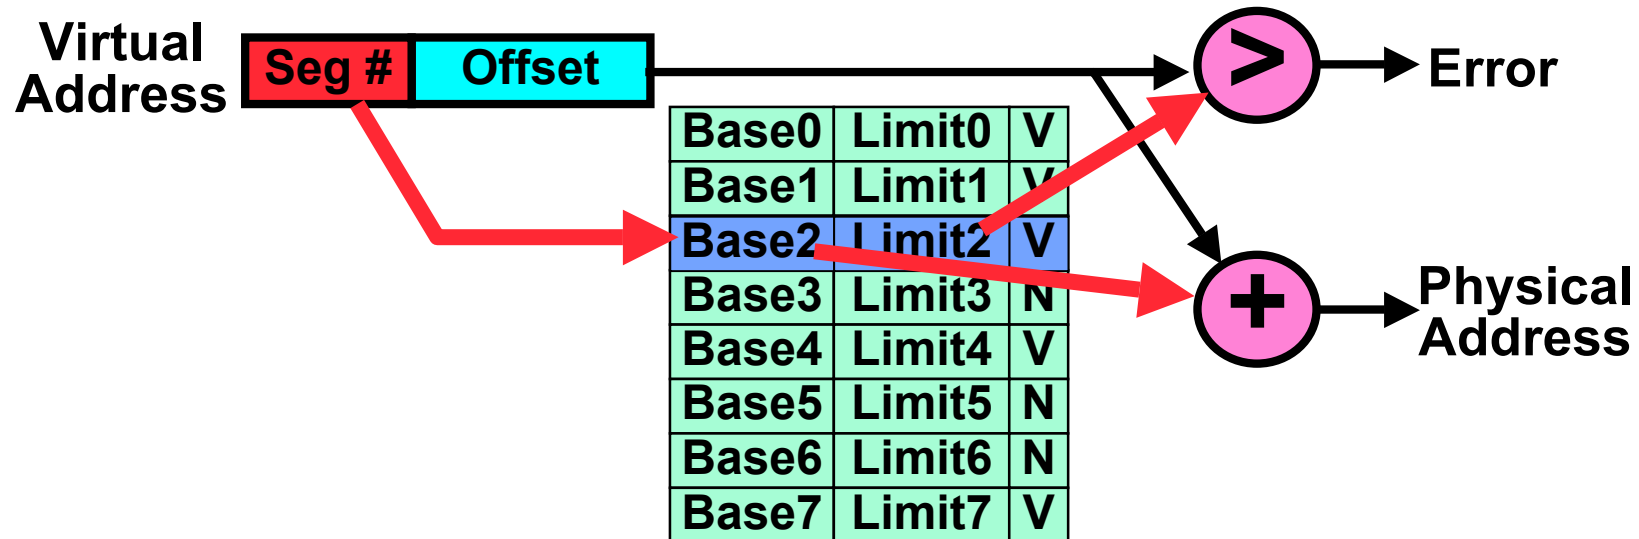 Virtual
Address
Seg # Offset
> Error
Base0 Limit0 V
Base1 Limit1 V
Base2 Limit2 V
Base3 Limit3 N
Base4 Limit4 V
Base5 Limit5 N
Base6 Limit6 N
Base7 Limit7 V
+ Physical
Address